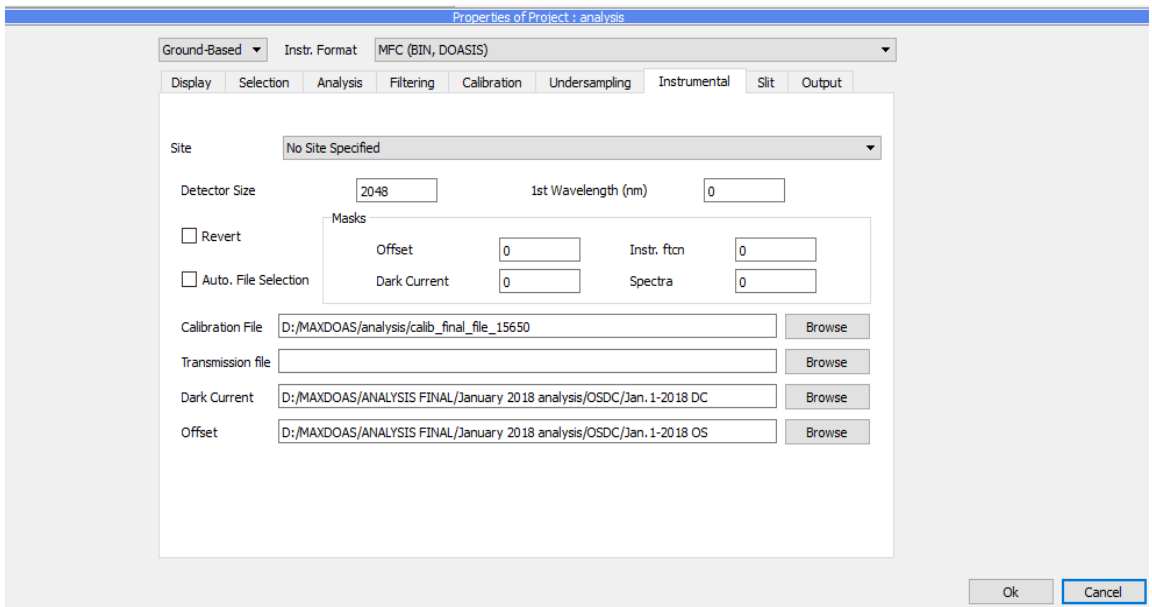 Properties of Project : analysis
Ground-Based Instr. Format MFC (BIN, DOASIS)
Display Selection Analysis Filtering Calibration Undersampling Instrumental Slit Output
Site No Site Specified
Detector Size 2048 1st Wavelength (nm) 0
Masks
Revert
Offset 0 Instr. ftcn 0
Auto. File Selection Dark Current 0 Spectra 0
Calibration File D:/MAXDOAS/analysis/calib_final_file_15650 Browse
Transmission file Browse
Dark Current D:/MAXDOAS/ANALYSIS FINAL/January 2018 analysis/OSDC/Jan.1-2018 DC Browse
Offset D:/MAXDOAS/ANALYSIS FINAL/January 2018 analysis/OSDC/Jan.1-2018 OS Browse
Ok Cancel